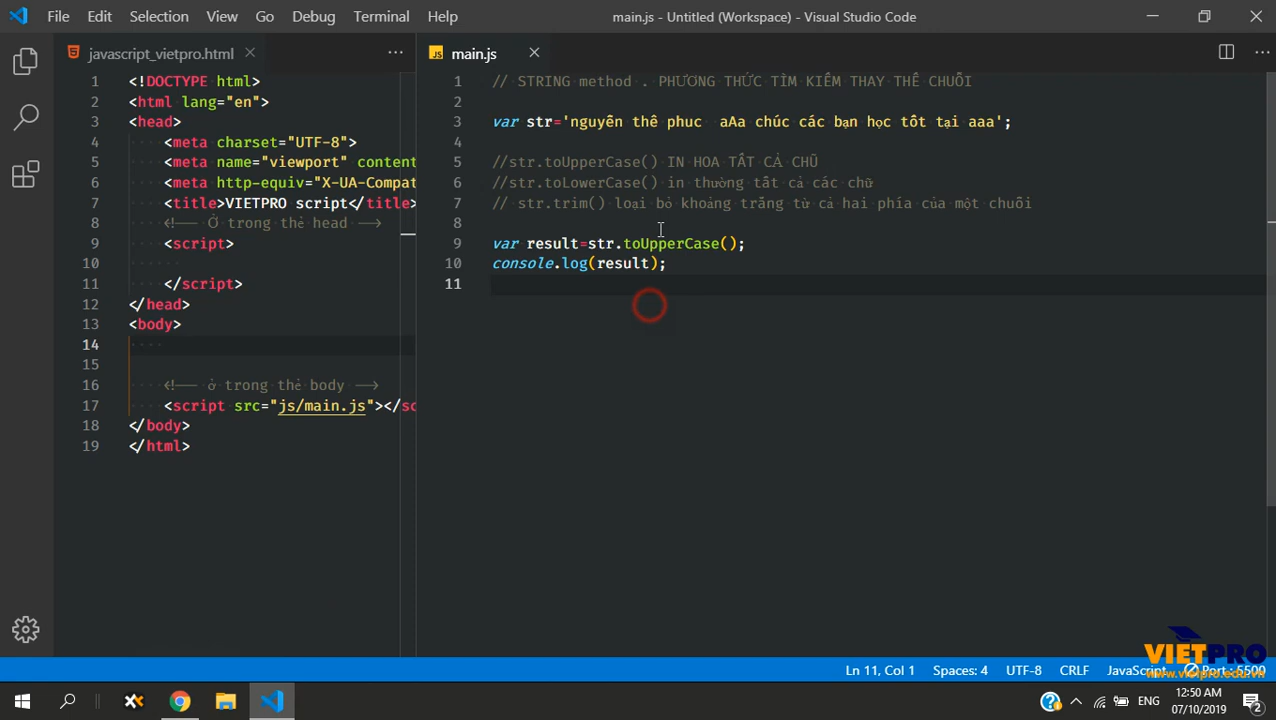 File Edit Selection View Go Debug Terminal Help
main.js - Untitled (Workspace) - Visual Studio Code
javascript_vietpro.html
1 <!DOCTYPE html>
2 <html lang="en">
3 <head>
4 <meta charset="UTF-8">
5 <meta name="viewport" content
6 <meta http-equiv="X-UA-Compat
7 <title>VIETPRO script</title>
8 <!-- Ở trong thẻ head -->
9 <script>
10
11 </script>
12 </head>
13 <body>
14
15
16 <!-- ở trong thẻ body -->
17 <script src="js/main.js"></sc
18 </body>
19 </html>
JS main.js
1 // STRING method . PHƯƠNG THỨC TÌM KIẾM THAY THẾ CHUỖI
2
3 var str='nguyễn thế phuc aAa chúc các bạn học tốt tại aaa';
4
5 //str.toUpperCase() IN HOA TẤT CẢ CHŨ
6 //str.toLowerCase() in thường tất cả các chữ
7 // str.trim() loại bỏ khoảng trắng từ cả hai phía của một chuỗi
8
9 var result=str.toUpperCase();
10 console.log(result);
11
Ln 11, Col 1 Spaces: 4 UTF-8 CRLF JavaScript Port : 5500
VIETPRO
www.vietpro.edu.vn
ENG
12:50 AM
07/10/2019
2